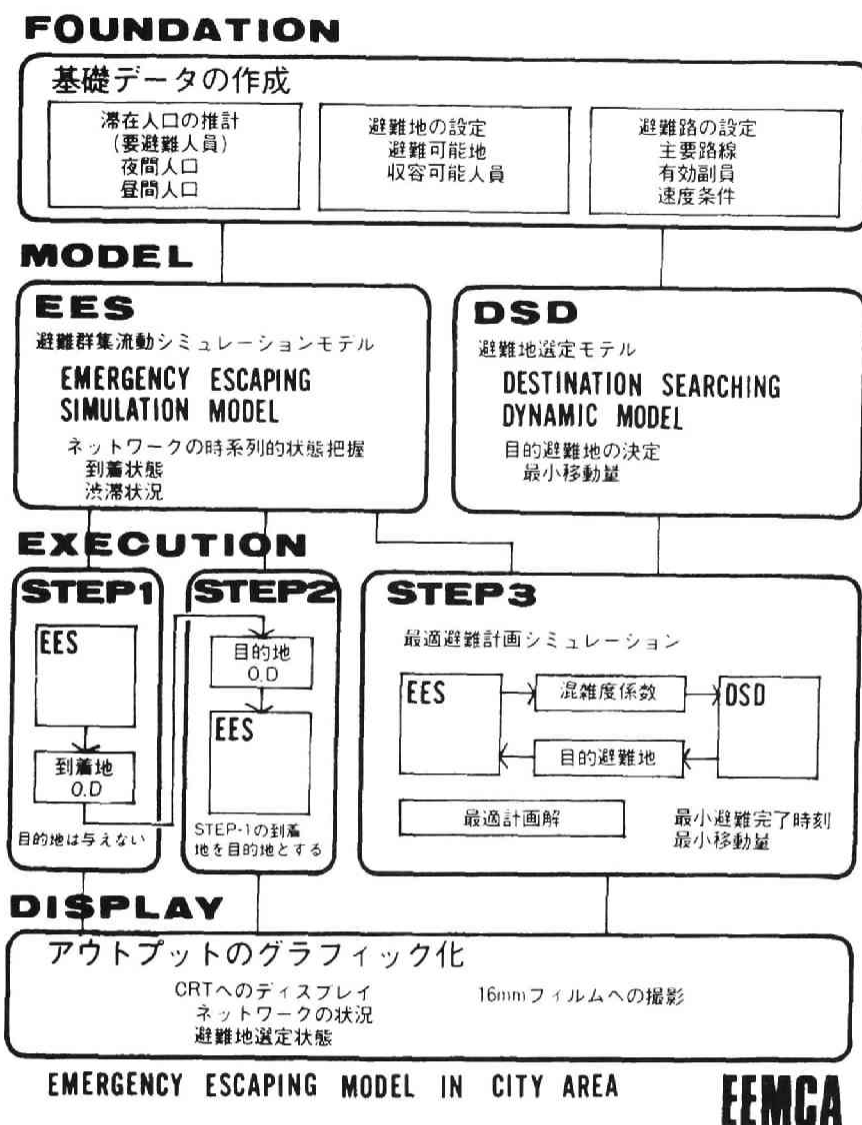 FOUNDATION
基礎データの作成
滞在人口の推計
(要避難人員)
夜間人口
昼間人口
避難地の設定
避難可能地
収容可能人員
避難路の設定
主要路線
有効副員
速度条件
MODEL
EES
避難群集流動シミュレーションモデル
EMERGENCY ESCAPING
SIMULATION MODEL
ネットワークの時系列的状態把握
到着状態
渋滞状況
DSD
避難地選定モデル
DESTINATION SEARCHING
DYNAMIC MODEL
目的避難地の決定
最小移動量
EXECUTION
STEP1
EES
到着地
O.D
目的地は与えない
STEP2
目的地
O.D
EES
STEP-1の到着
地を目的地とする
STEP3
最適避難計画シミュレーション
EES
混雑度係数
DSD
目的避難地
最適計画解
最小避難完了時刻
最小移動量
DISPLAY
アウトプットのグラフィック化
CRTへのディスプレイ
ネットワークの状況
避難地選定状態
16mmフィルムへの撮影
EMERGENCY ESCAPING MODEL IN CITY AREA
EEMCA